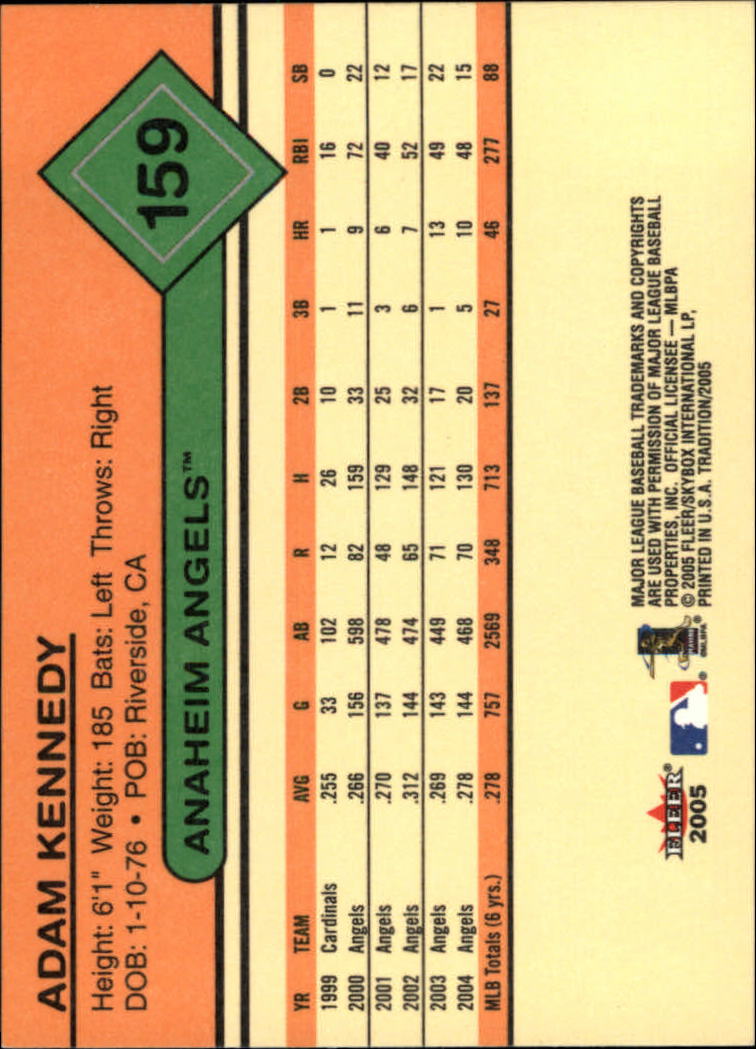 ADAM KENNEDY
159
Height: 6'1" Weight: 185 Bats: Left Throws: Right
DOB: 1-10-76 • POB: Riverside, CA
ANAHEIM ANGELS™
YR TEAM AVG G AB R H 2B 3B HR RBI SB
1999 Cardinals .255 33 102 12 26 10 1 1 16 0
2000 Angels .266 156 598 82 159 33 11 9 72 22
2001 Angels .270 137 478 48 129 25 3 6 40 12
2002 Angels .312 144 474 65 148 32 6 7 52 17
2003 Angels .269 143 449 71 121 17 1 13 49 22
2004 Angels .278 144 468 70 130 20 5 10 48 15
MLB Totals (6 yrs.) .278 757 2569 348 713 137 27 46 277 88
FLEER®
2005
®
®
©MLBPA
MAJOR LEAGUE BASEBALL TRADEMARKS AND COPYRIGHTS
ARE USED WITH PERMISSION OF MAJOR LEAGUE BASEBALL
PROPERTIES, INC. OFFICIAL LICENSEE — MLBPA
© 2005 FLEER/SKYBOX INTERNATIONAL LP,
PRINTED IN U.S.A. TRADITION/2005